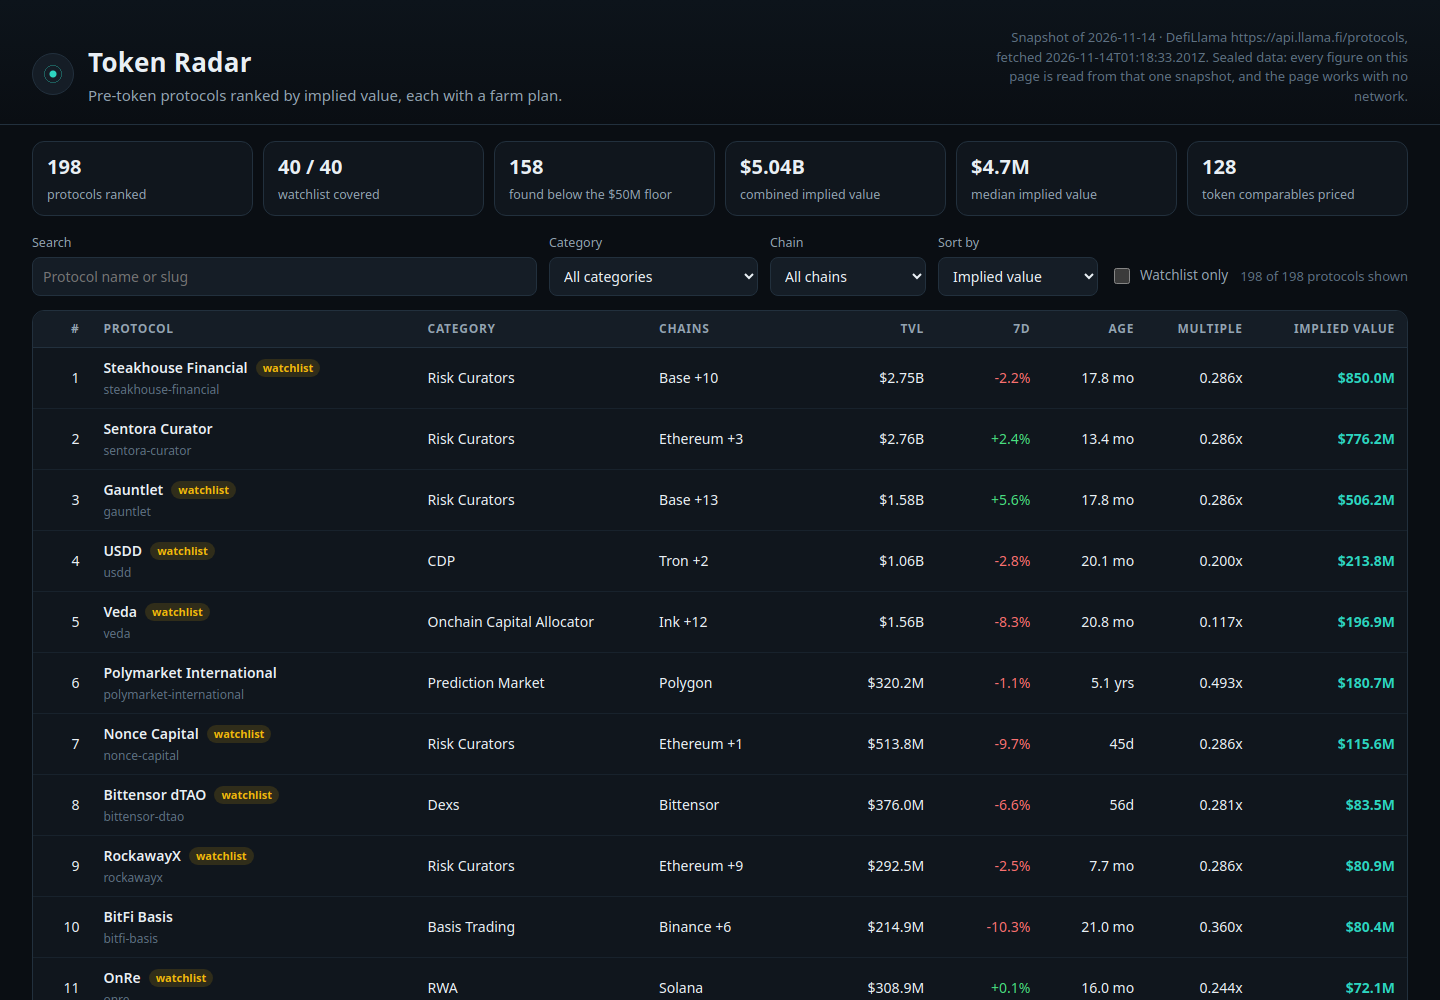 Token Radar
Pre-token protocols ranked by implied value, each with a farm plan.
Snapshot of 2026-11-14 · DefiLlama https://api.llama.fi/protocols,
fetched 2026-11-14T01:18:33.201Z. Sealed data: every figure on this
page is read from that one snapshot, and the page works with no
network.
198
protocols ranked
40 / 40
watchlist covered
158
found below the $50M floor
$5.04B
combined implied value
$4.7M
median implied value
128
token comparables priced
Search
Protocol name or slug
Category
All categories
Chain
All chains
Sort by
Implied value
Watchlist only
198 of 198 protocols shown
# PROTOCOL CATEGORY CHAINS TVL 7D AGE MULTIPLE IMPLIED VALUE
1 Steakhouse Financial watchlist Risk Curators Base +10 $2.75B -2.2% 17.8 mo 0.286x $850.0M
steakhouse-financial
2 Sentora Curator Risk Curators Ethereum +3 $2.76B +2.4% 13.4 mo 0.286x $776.2M
sentora-curator
3 Gauntlet watchlist Risk Curators Base +13 $1.58B +5.6% 17.8 mo 0.286x $506.2M
gauntlet
4 USDD watchlist CDP Tron +2 $1.06B -2.8% 20.1 mo 0.200x $213.8M
usdd
5 Veda watchlist Onchain Capital Allocator Ink +12 $1.56B -8.3% 20.8 mo 0.117x $196.9M
veda
6 Polymarket International Prediction Market Polygon $320.2M -1.1% 5.1 yrs 0.493x $180.7M
polymarket-international
7 Nonce Capital watchlist Risk Curators Ethereum +1 $513.8M -9.7% 45d 0.286x $115.6M
nonce-capital
8 Bittensor dTAO watchlist Dexs Bittensor $376.0M -6.6% 56d 0.281x $83.5M
bittensor-dtao
9 RockawayX watchlist Risk Curators Ethereum +9 $292.5M -2.5% 7.7 mo 0.286x $80.9M
rockawayx
10 BitFi Basis Basis Trading Binance +6 $214.9M -10.3% 21.0 mo 0.360x $80.4M
bitfi-basis
11 OnRe watchlist RWA Solana $308.9M +0.1% 16.0 mo 0.244x $72.1M
onre